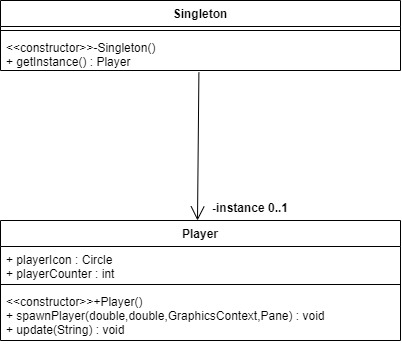 Singleton
<<constructor>>-Singleton()
+ getInstance() : Player
-instance 0..1
Player
+ playerIcon : Circle
+ playerCounter : int
<<constructor>>+Player()
+ spawnPlayer(double,double,GraphicsContext,Pane) : void
+ update(String) : void